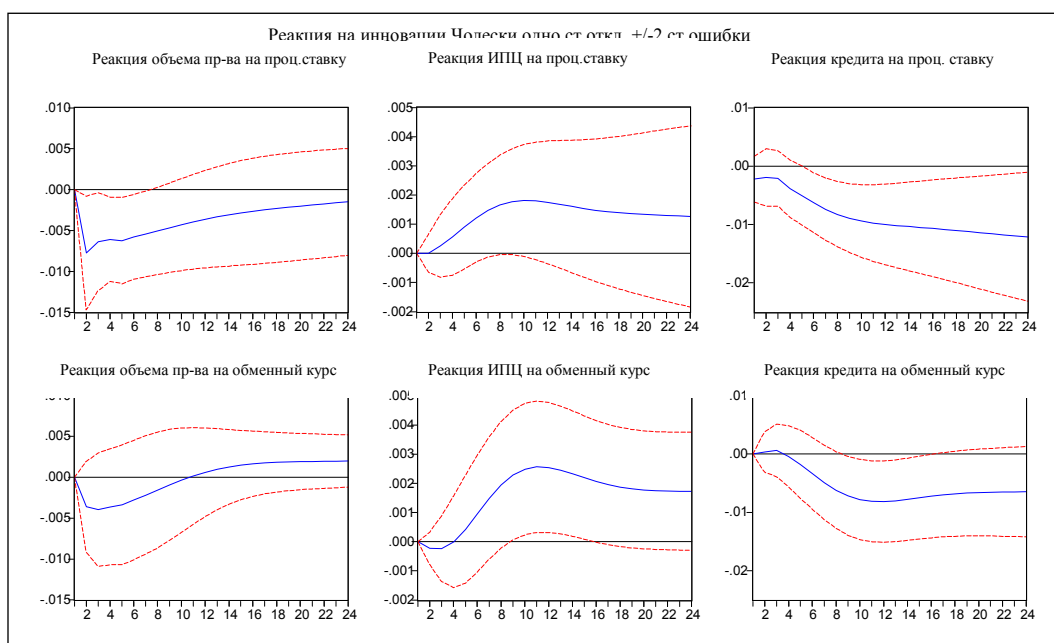 Реакция на инновации Чолески одно ст.откл. +/-2 ст.ошибки
Реакция объема пр-ва на проц.ставку
Реакция ИПЦ на проц.ставку
Реакция кредита на проц. ставку
.010
.005
.000
-.005
-.010
-.015
2 4 6 8 10 12 14 16 18 20 22 24
.005
.004
.003
.002
.001
.000
-.001
-.002
2 4 6 8 10 12 14 16 18 20 22 24
.01
.00
-.01
-.02
2 4 6 8 10 12 14 16 18 20 22 24
Реакция объема пр-ва на обменный курс
Реакция ИПЦ на обменный курс
Реакция кредита на обменный курс
.010
.005
.000
-.005
-.010
-.015
2 4 6 8 10 12 14 16 18 20 22 24
.005
.004
.003
.002
.001
.000
-.001
-.002
2 4 6 8 10 12 14 16 18 20 22 24
.01
.00
-.01
-.02
2 4 6 8 10 12 14 16 18 20 22 24